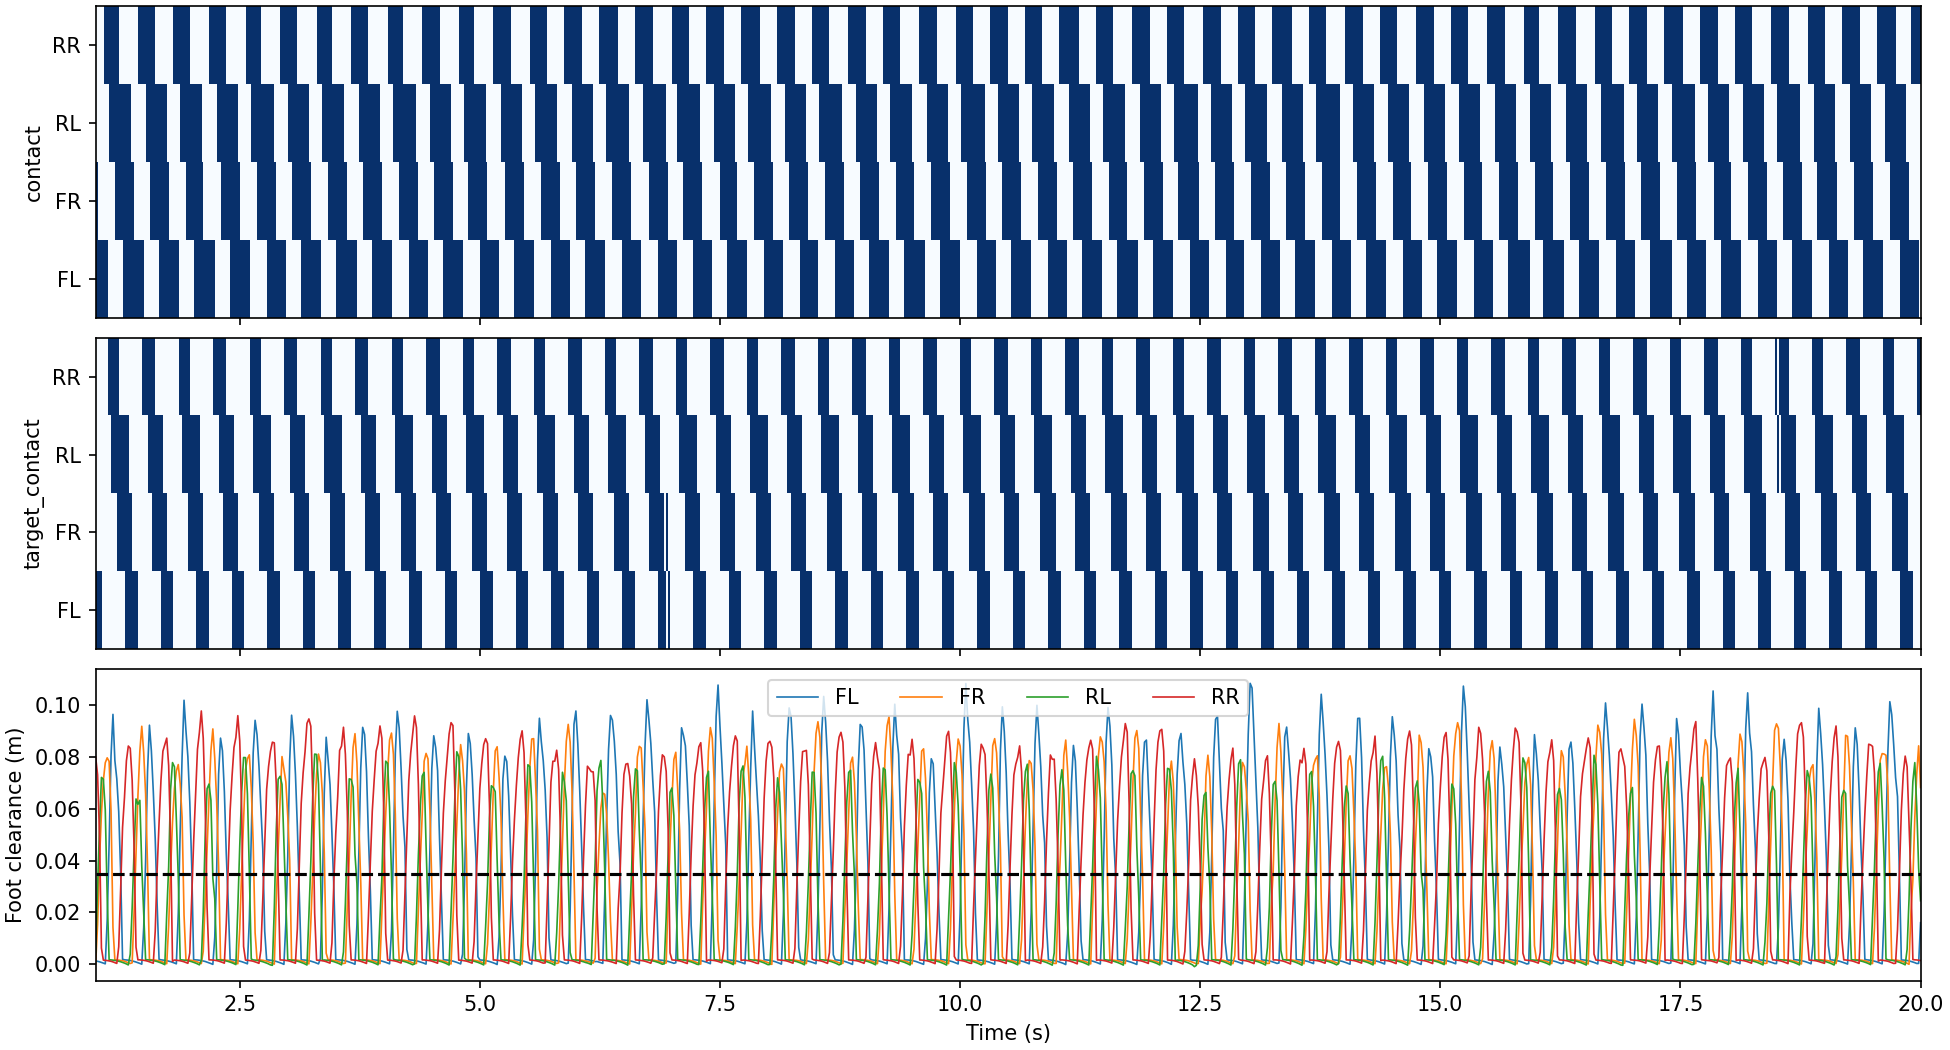 contact
RR
RL
FR
FL
target_contact
RR
RL
FR
FL
Foot clearance (m)
0.10
0.08
0.06
0.04
0.02
0.00
FL FR RL RR
2.5 5.0 7.5 10.0 12.5 15.0 17.5 20.0
Time (s)